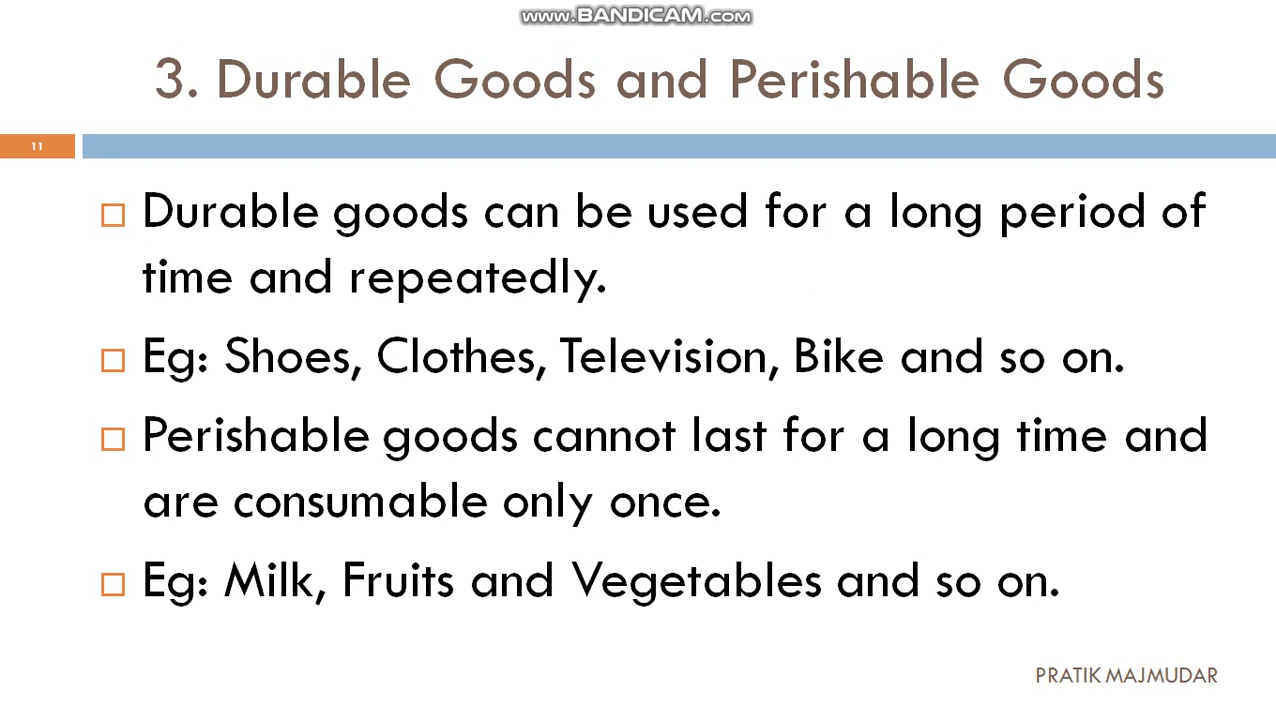 www.BANDICAM.com
3. Durable Goods and Perishable Goods
11
Durable goods can be used for a long period of
time and repeatedly.
Eg: Shoes, Clothes, Television, Bike and so on.
Perishable goods cannot last for a long time and
are consumable only once.
Eg: Milk, Fruits and Vegetables and so on.
PRATIK MAJMUDAR